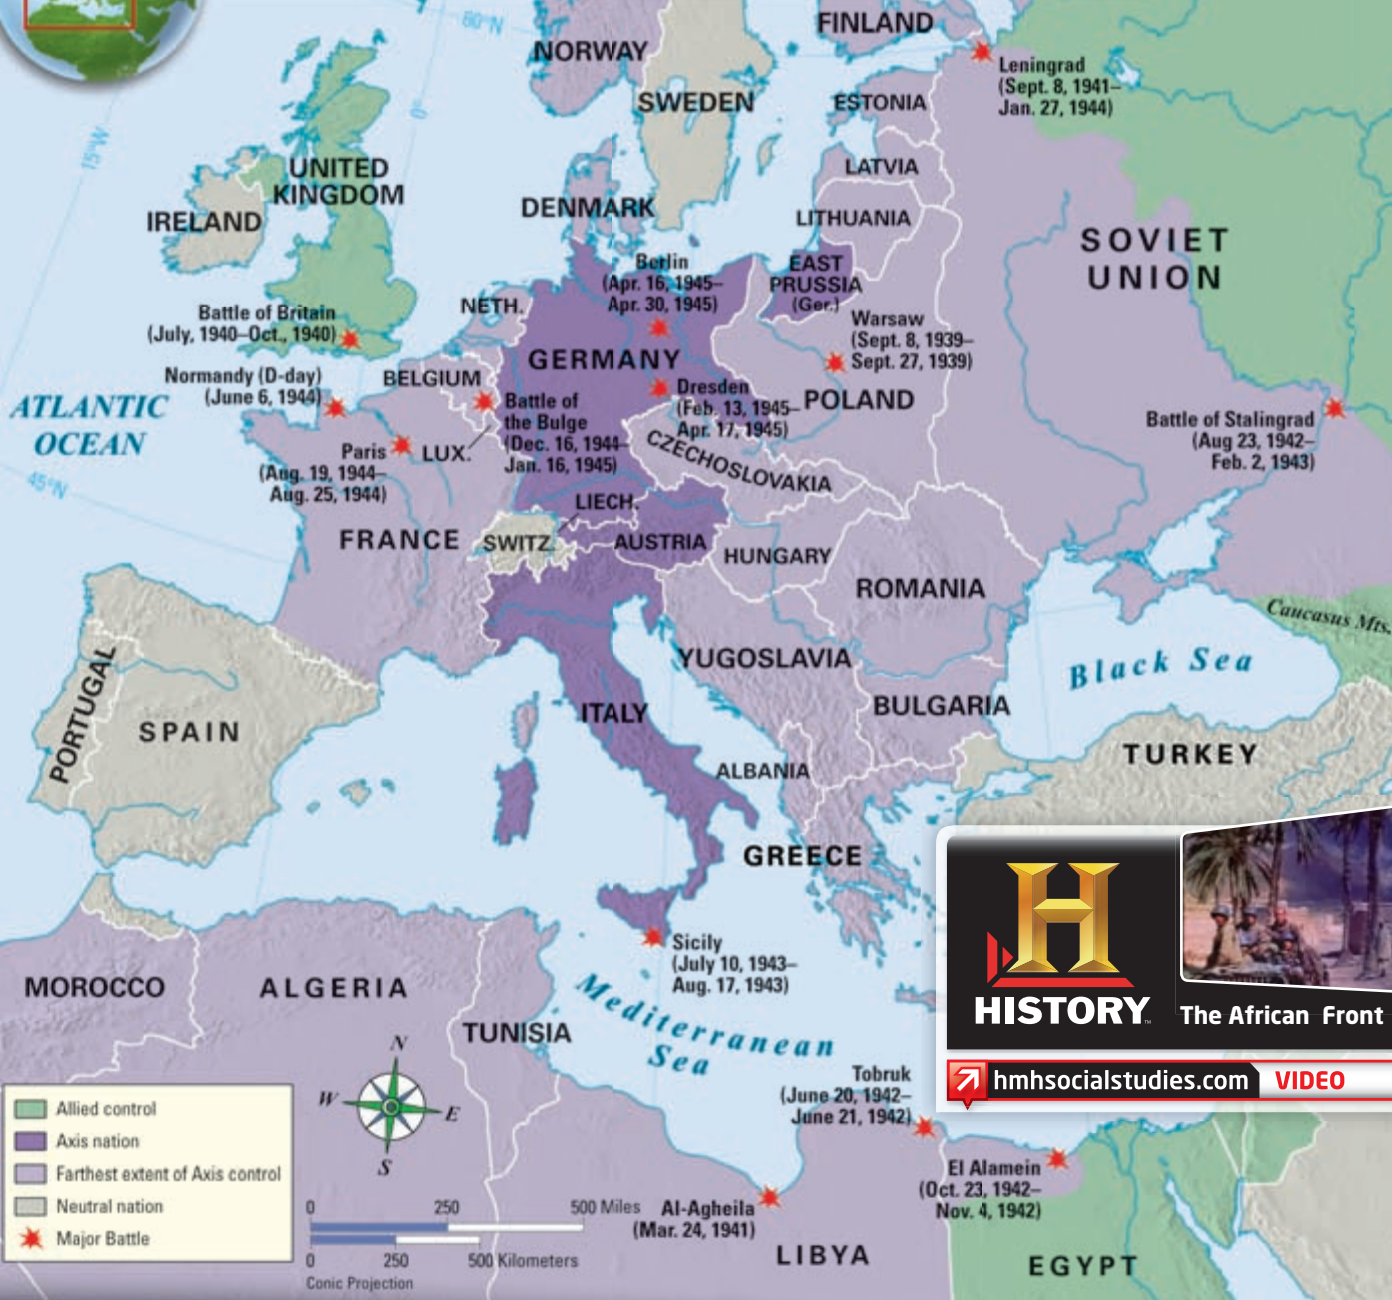 60°N
15°W
0°
FINLAND
NORWAY
SWEDEN
Leningrad
(Sept. 8, 1941–
Jan. 27, 1944)
ESTONIA
LATVIA
LITHUANIA
UNITED
KINGDOM
IRELAND
DENMARK
SOVIET
UNION
Berlin
(Apr. 16, 1945–
Apr. 30, 1945)
EAST
PRUSSIA
(Ger.)
NETH.
Battle of Britain
(July, 1940–Oct., 1940)
Warsaw
(Sept. 8, 1939–
Sept. 27, 1939)
GERMANY
Normandy (D-day)
(June 6, 1944)
BELGIUM
Dresden
(Feb. 13, 1945–
Apr. 17, 1945)
POLAND
ATLANTIC
OCEAN
Battle of
the Bulge
(Dec. 16, 1944–
Jan. 16, 1945)
Battle of Stalingrad
(Aug 23, 1942–
Feb. 2, 1943)
Paris
(Aug. 19, 1944–
Aug. 25, 1944)
LUX.
CZECHOSLOVAKIA
45°N
LIECH.
FRANCE
SWITZ.
AUSTRIA
HUNGARY
ROMANIA
Caucasus Mts.
Black Sea
YUGOSLAVIA
PORTUGAL
SPAIN
ITALY
BULGARIA
TURKEY
ALBANIA
GREECE
Sicily
(July 10, 1943–
Aug. 17, 1943)
MOROCCO
ALGERIA
TUNISIA
Mediterranean
Sea
H
HISTORY™
The African Front
hmhsocialstudies.com VIDEO
Tobruk
(June 20, 1942–
June 21, 1942)
El Alamein
(Oct. 23, 1942–
Nov. 4, 1942)
Al-Agheila
(Mar. 24, 1941)
LIBYA
EGYPT
N
W
E
S
Allied control
Axis nation
Farthest extent of Axis control
Neutral nation
Major Battle
0 250 500 Miles
0 250 500 Kilometers
Conic Projection